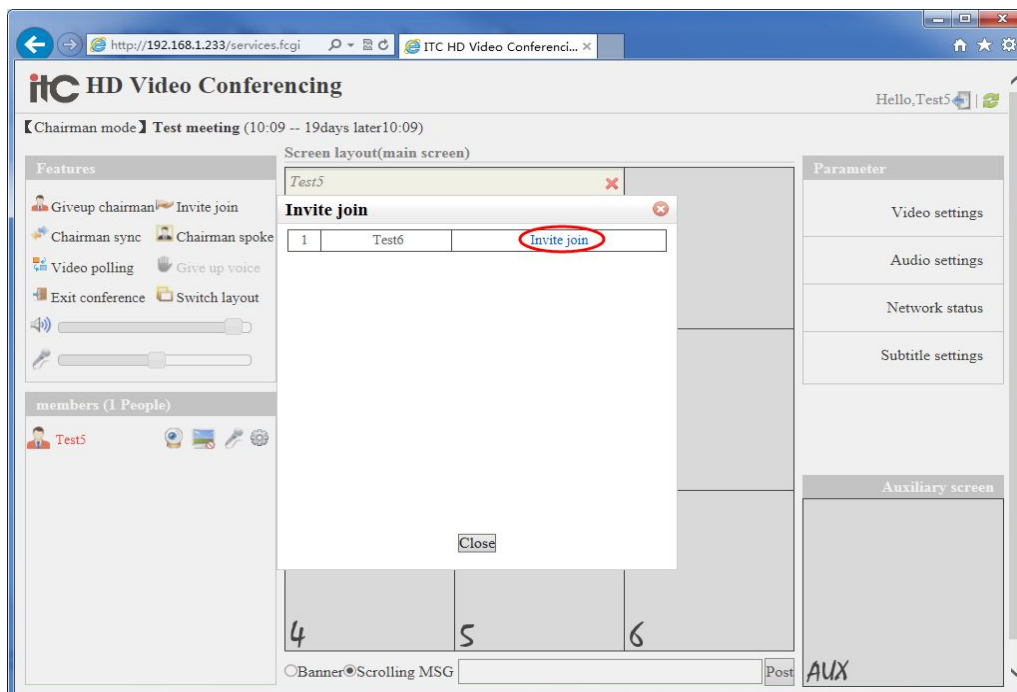 http://192.168.1.233/services.fcgi
ITC HD Video Conferenci...
itC HD Video Conferencing
Hello,Test5 |
【Chairman mode】Test meeting (10:09 -- 19days later10:09)
Features
Giveup chairman Invite join
Chairman sync Chairman spoke
Video polling Give up voice
Exit conference Switch layout
members (1 People)
Test5
Screen layout(main screen)
Test5
Invite join
1 Test6 Invite join
Close
4 5 6
Banner Scrolling MSG Post
Parameter
Video settings
Audio settings
Network status
Subtitle settings
Auxiliary screen
AUX